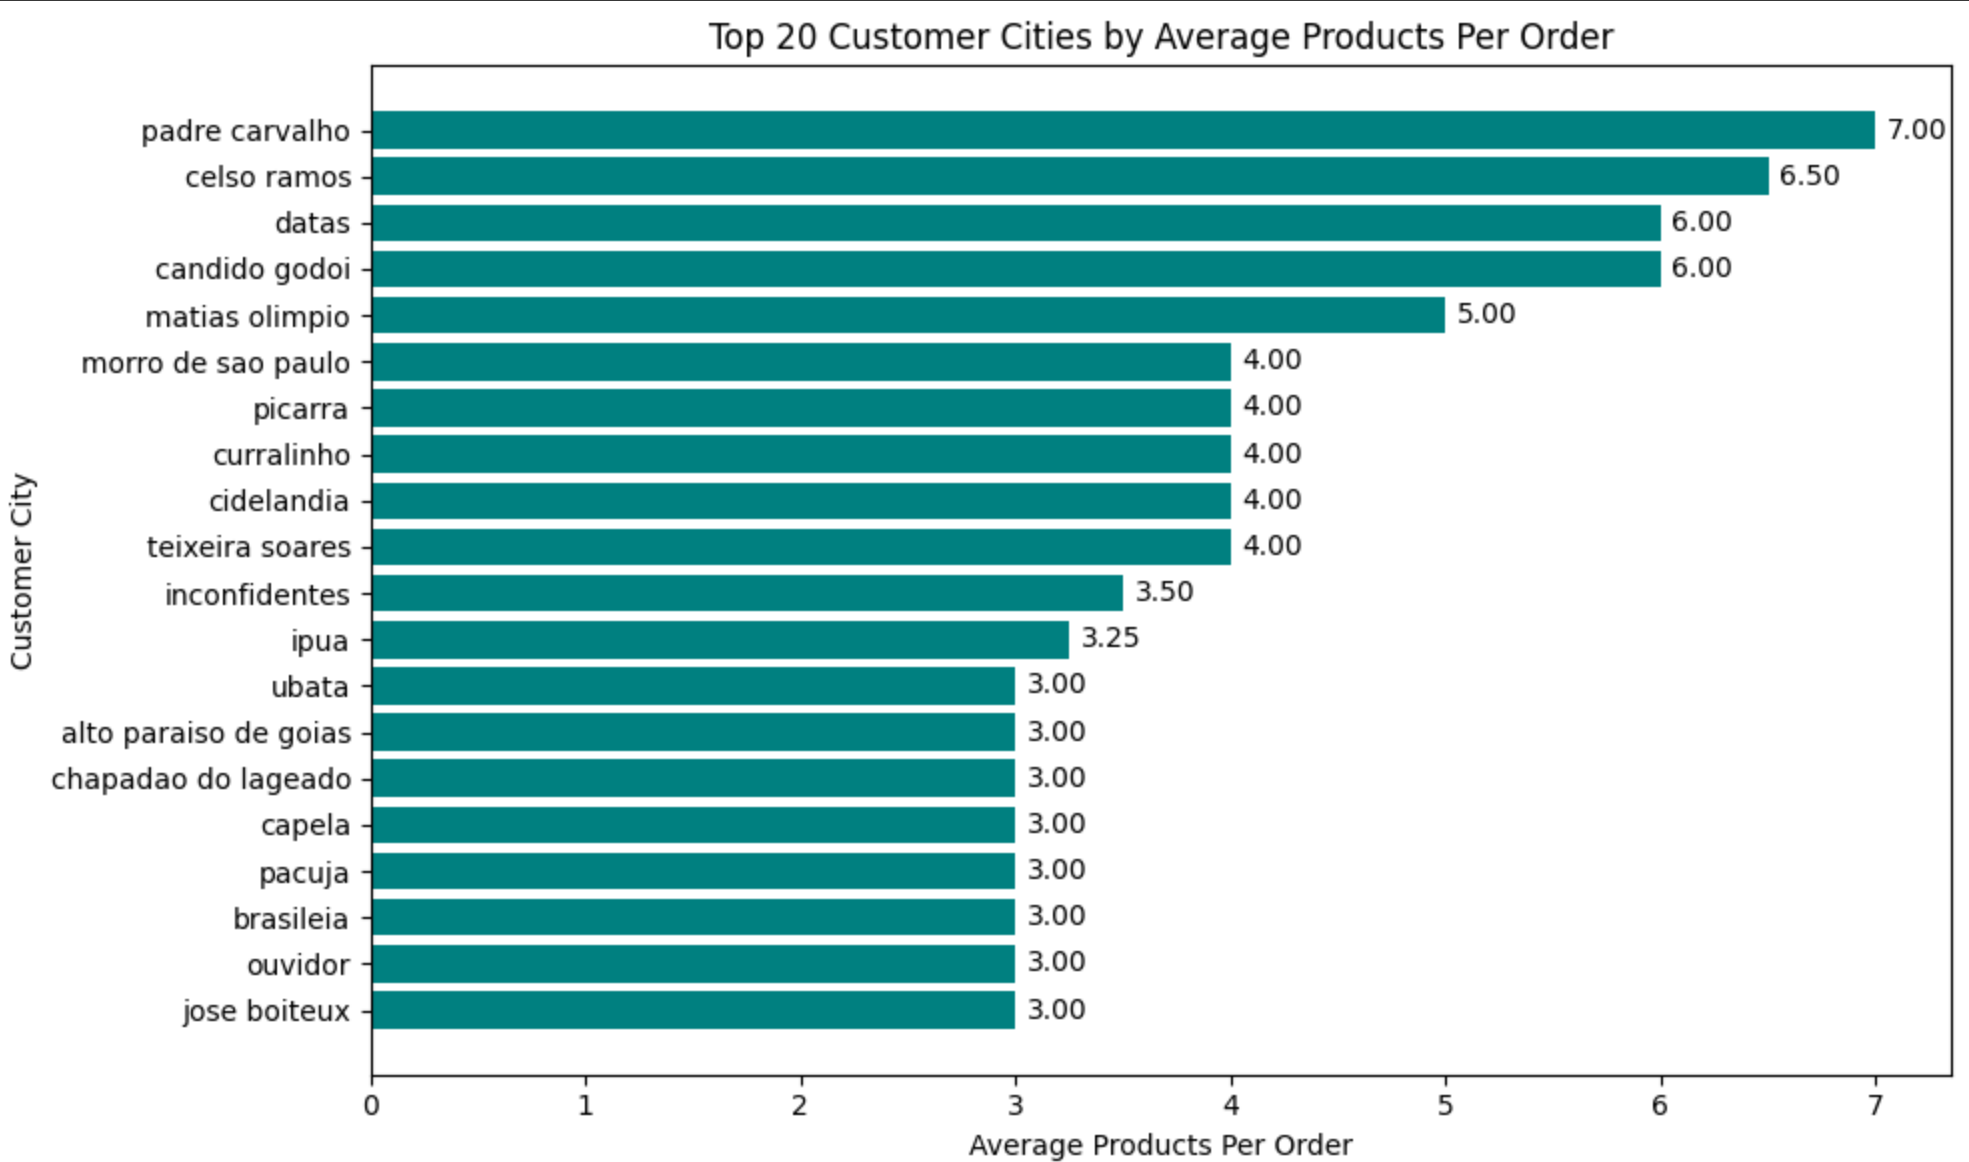 Top 20 Customer Cities by Average Products Per Order
Customer City
padre carvalho 7.00
celso ramos 6.50
datas 6.00
candido godoi 6.00
matias olimpio 5.00
morro de sao paulo 4.00
picarra 4.00
curralinho 4.00
cidelandia 4.00
teixeira soares 4.00
inconfidentes 3.50
ipua 3.25
ubata 3.00
alto paraiso de goias 3.00
chapadao do lageado 3.00
capela 3.00
pacuja 3.00
brasileia 3.00
ouvidor 3.00
jose boiteux 3.00
0 1 2 3 4 5 6 7
Average Products Per Order